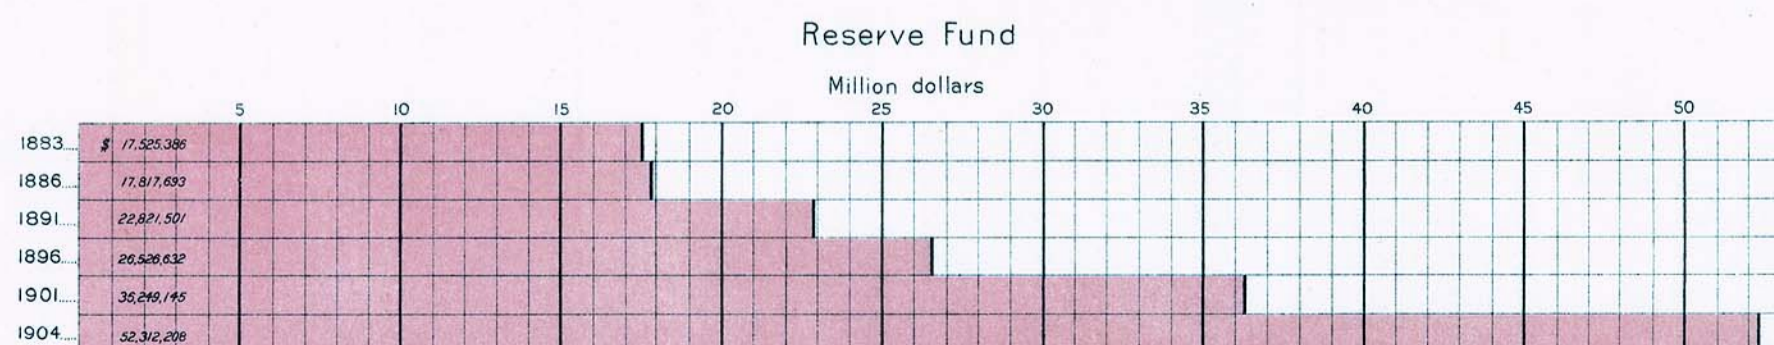 Reserve Fund
Million dollars
5 10 15 20 25 30 35 40 45 50
1883.... $ 17,525,386
1886.... 17,817,693
1891.... 22,821,501
1896.... 26,526,632
1901.... 36,249,145
1904.... 52,312,208